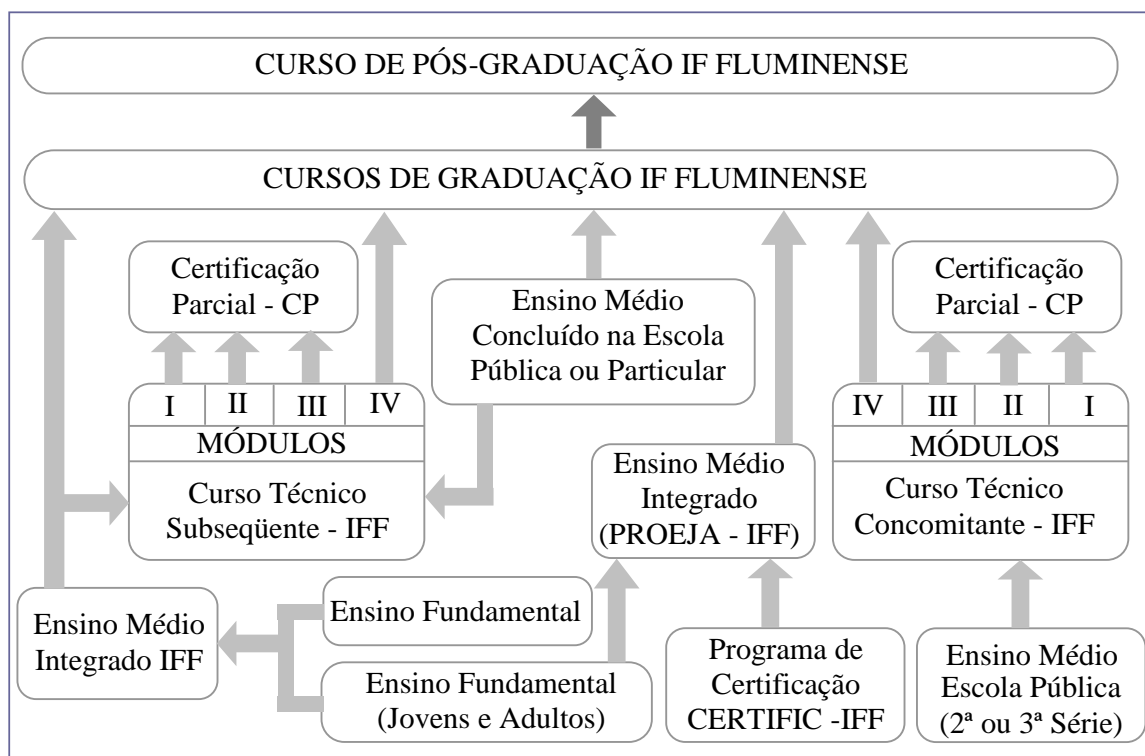 CURSO DE PÓS-GRADUAÇÃO IF FLUMINENSE
CURSOS DE GRADUAÇÃO IF FLUMINENSE
Certificação
Parcial - CP
I II III IV
MÓDULOS
Curso Técnico
Subseqüente - IFF
Ensino Médio
Concluído na Escola
Pública ou Particular
Certificação
Parcial - CP
IV III II I
MÓDULOS
Curso Técnico
Concomitante - IFF
Ensino Médio
Integrado
(PROEJA - IFF)
Ensino Médio
Integrado IFF
Ensino Fundamental
Ensino Fundamental
(Jovens e Adultos)
Programa de
Certificação
CERTIFIC -IFF
Ensino Médio
Escola Pública
(2ª ou 3ª Série)